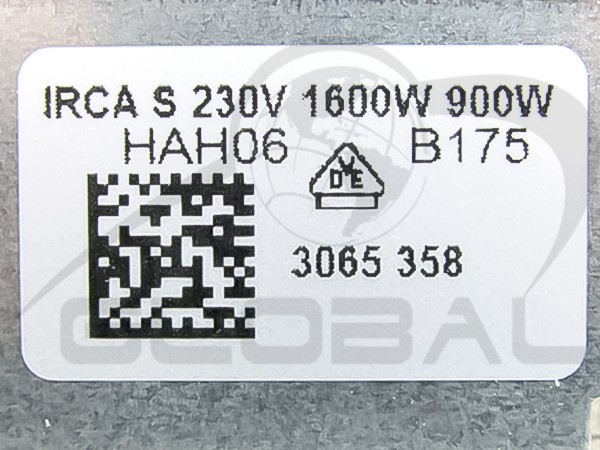 IRCA S 230V 1600W 900W
HAH06 B175
DVE
3065 358
GLOBAL